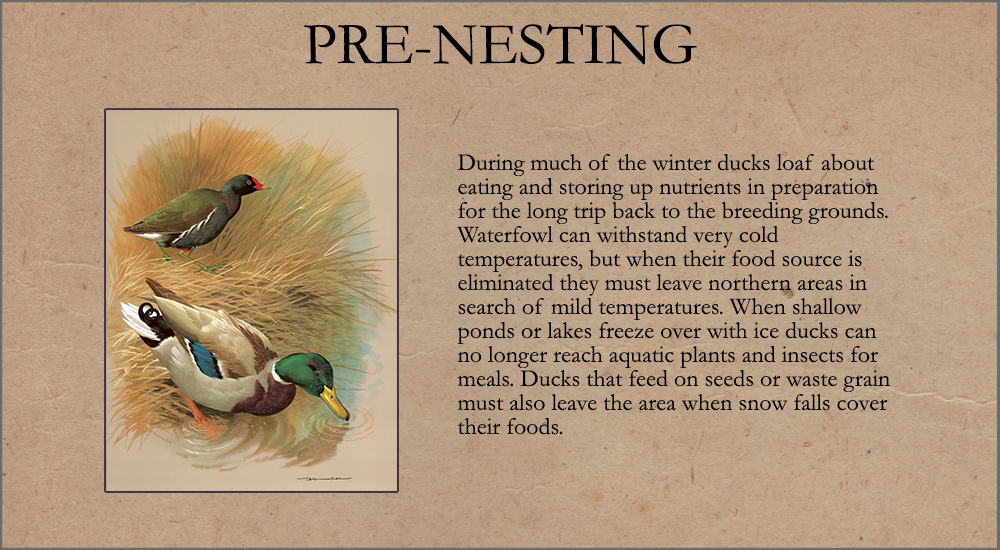 PRE-NESTING
During much of the winter ducks loaf about
eating and storing up nutrients in preparation
for the long trip back to the breeding grounds.
Waterfowl can withstand very cold
temperatures, but when their food source is
eliminated they must leave northern areas in
search of mild temperatures. When shallow
ponds or lakes freeze over with ice ducks can
no longer reach aquatic plants and insects for
meals. Ducks that feed on seeds or waste grain
must also leave the area when snow falls cover
their foods.